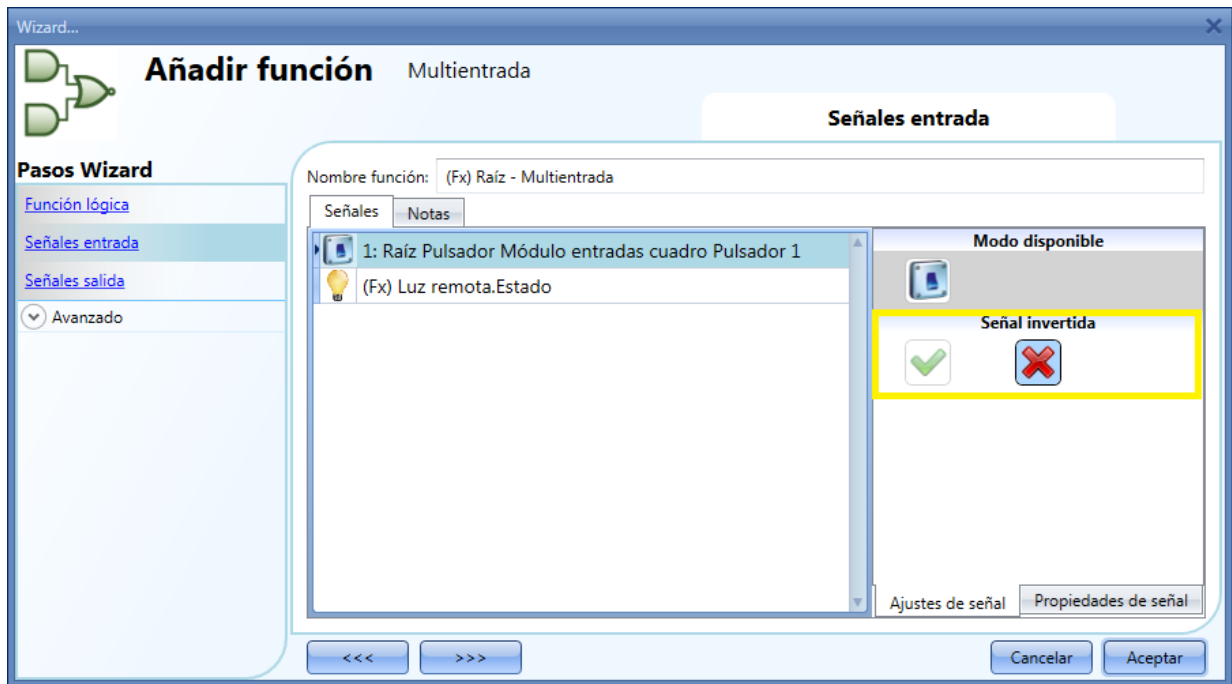 Wizard...
Añadir función Multientrada
Señales entrada
Pasos Wizard
Función lógica
Señales entrada
Señales salida
Avanzado
Nombre función: (Fx) Raíz - Multientrada
Señales Notas
1: Raíz Pulsador Módulo entradas cuadro Pulsador 1
(Fx) Luz remota.Estado
Modo disponible
Señal invertida
Ajustes de señal Propiedades de señal
<<< >>> Cancelar Aceptar